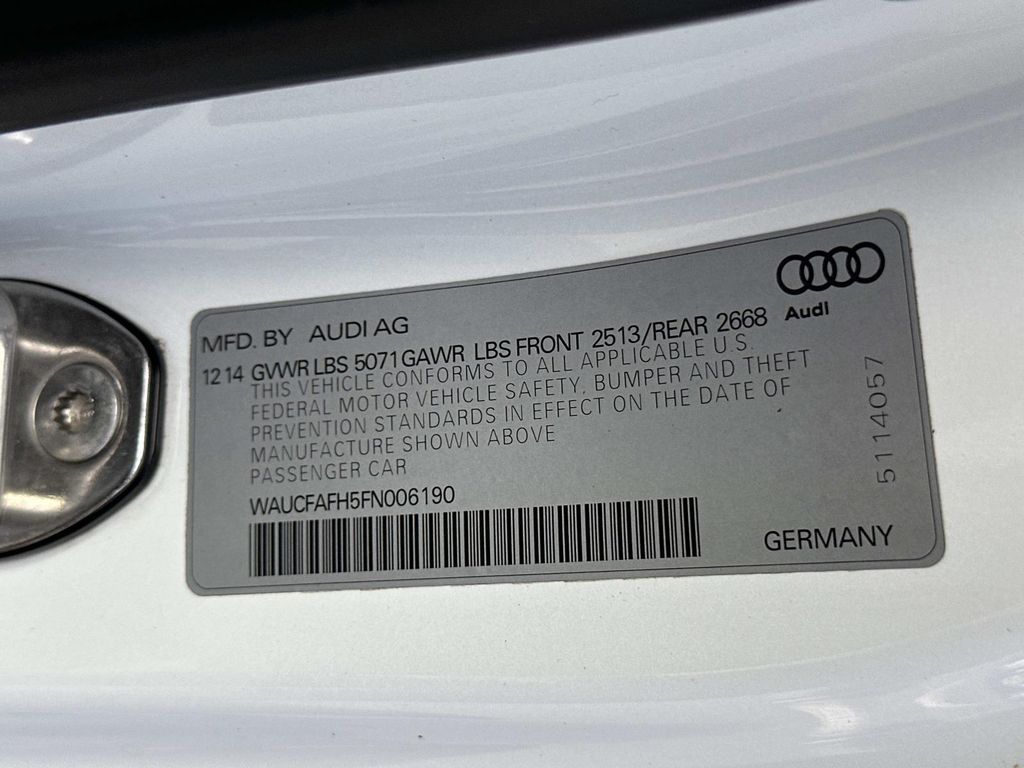 Audi
MFD. BY AUDI AG
12 14 GVWR LBS 5071 GAWR LBS FRONT 2513/REAR 2668
THIS VEHICLE CONFORMS TO ALL APPLICABLE U.S.
FEDERAL MOTOR VEHICLE SAFETY, BUMPER AND THEFT
PREVENTION STANDARDS IN EFFECT ON THE DATE OF
MANUFACTURE SHOWN ABOVE
PASSENGER CAR
WAUCFAFH5FN006190
GERMANY
5114057